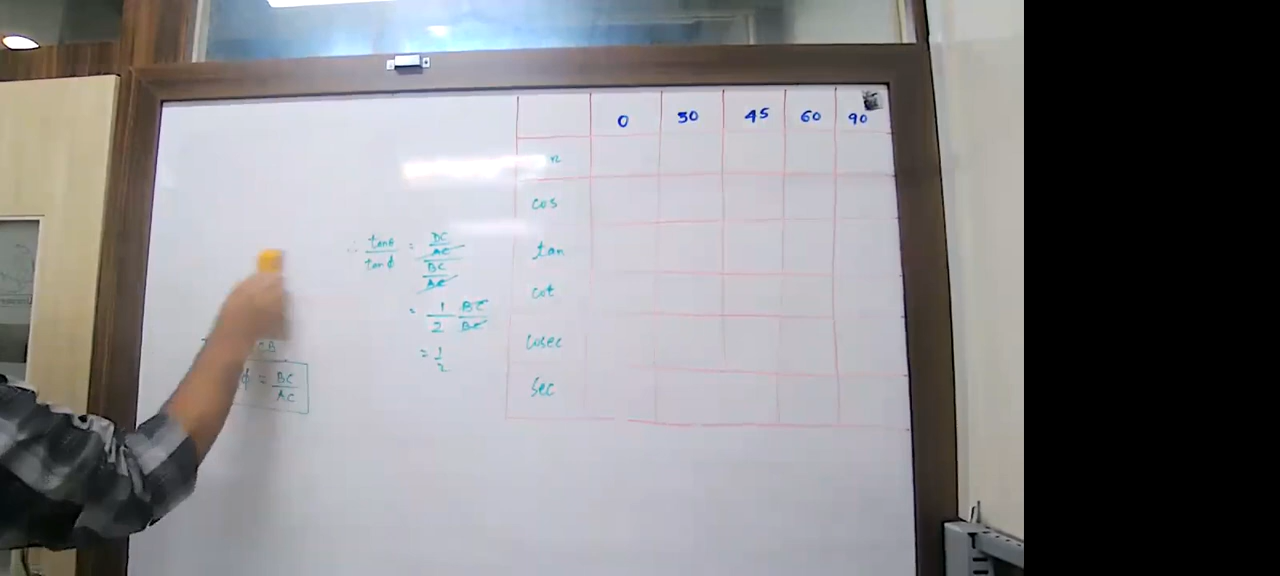 0 30 45 60 90
cos
tan
cot
cosec
sec
∴ tanθ / tanϕ = DC/AC / BC/AC
= 1/2 BC/BC
= 1/2
ϕ = BC/AC